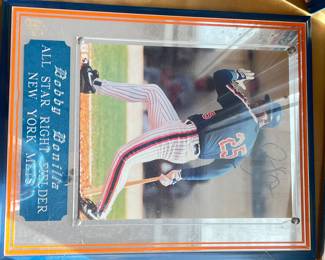 Bobby Bonilla
ALL STAR RIGHT FIELDER
NEW YORK METS
25